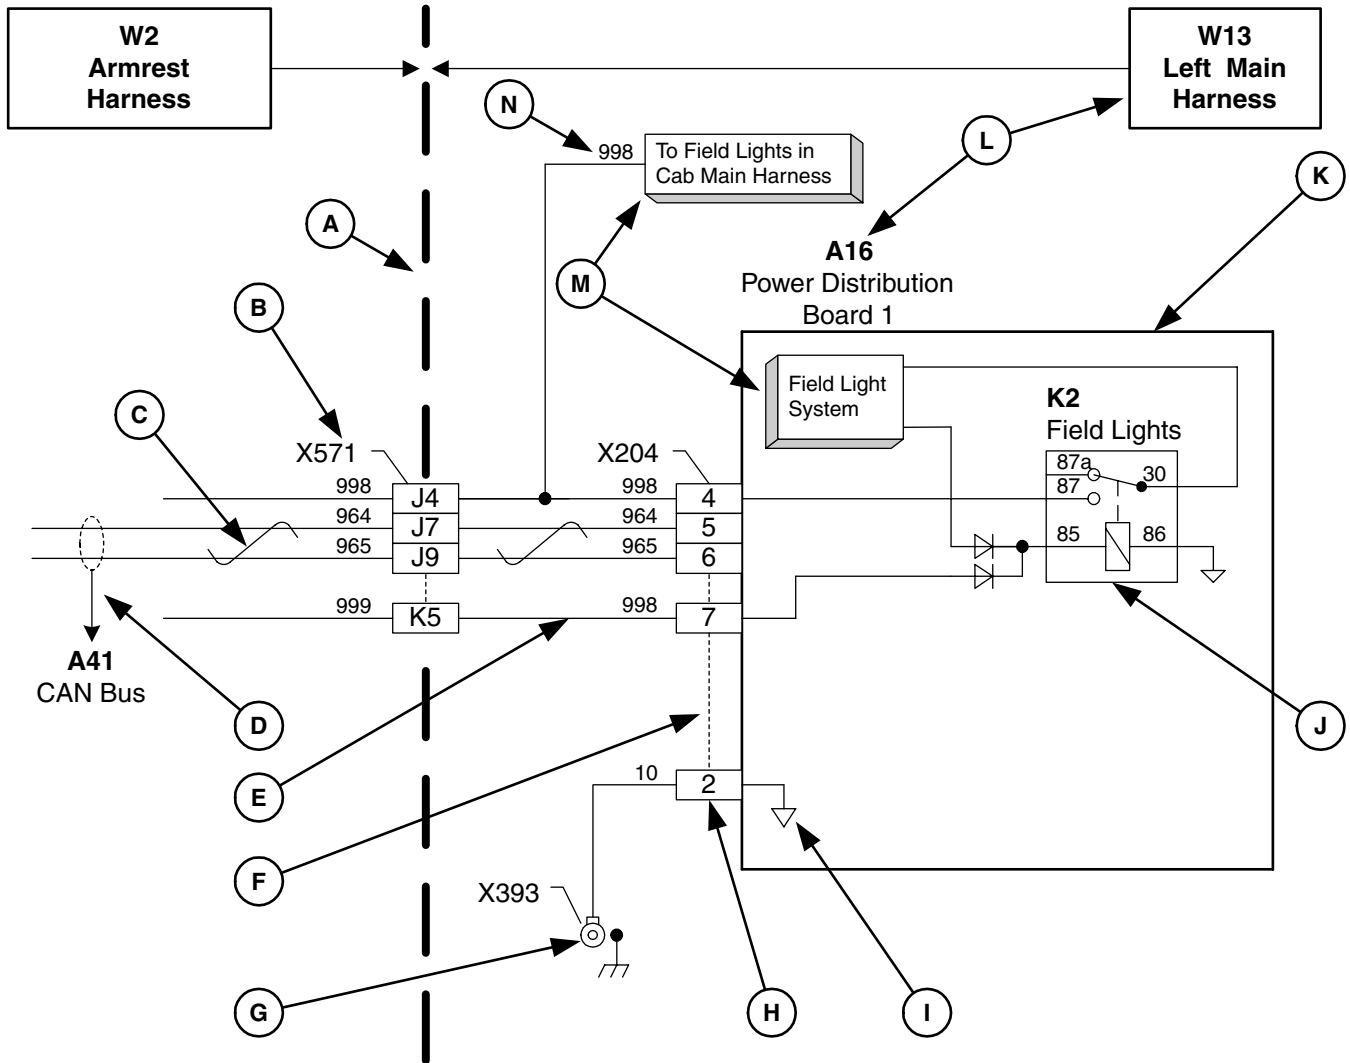 W2
Armrest
Harness
W13
Left Main
Harness
N
L
998
To Field Lights in
Cab Main Harness
K
A
A16
Power Distribution
Board 1
M
B
Field Light
System
K2
Field Lights
C
X571
X204
87a
30
87
998
J4
998
4
964
J7
964
5
965
J9
965
6
85
86
999
K5
998
7
A41
CAN Bus
D
J
E
10
2
F
X393
G
H
I